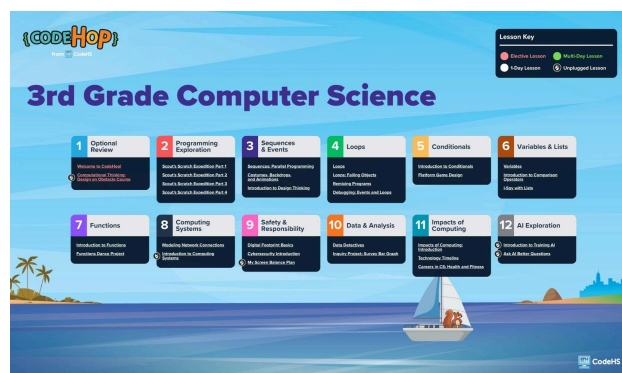 {CODEHOP}
from CodeHS
Lesson Key
Elective Lesson
Multi-Day Lesson
1-Day Lesson
Unplugged Lesson
3rd Grade Computer Science
1 Optional
Review
Welcome to CodeHop!
Computational Thinking:
Design an Obstacle Course
2 Programming
Exploration
Scout's Scratch Expedition Part 1
Scout's Scratch Expedition Part 2
Scout's Scratch Expedition Part 3
Scout's Scratch Expedition Part 4
3 Sequences
& Events
Sequences: Parallel Programming
Costumes, Backdrops,
and Animations
Introduction to Design Thinking
4 Loops
Loops
Loops: Falling Objects
Remixing Programs
Debugging: Events and Loops
5 Conditionals
Introduction to Conditionals
Platform Game Design
6 Variables & Lists
Variables
Introduction to Comparison
Operators
I-Spy with Lists
7 Functions
Introduction to Functions
Functions Dance Project
8 Computing
Systems
Modeling Network Connections
Introduction to Computing
Systems
9 Safety &
Responsibility
Digital Footprint Basics
Cybersecurity Introduction
My Screen Balance Plan
10 Data & Analysis
Data Detectives
Inquiry Project: Survey Bar Graph
11 Impacts of
Computing
Impacts of Computing:
Introduction
Technology Timeline
Careers in CS: Health and Fitness
12 AI Exploration
Introduction to Training AI
Ask AI Better Questions
CodeHS